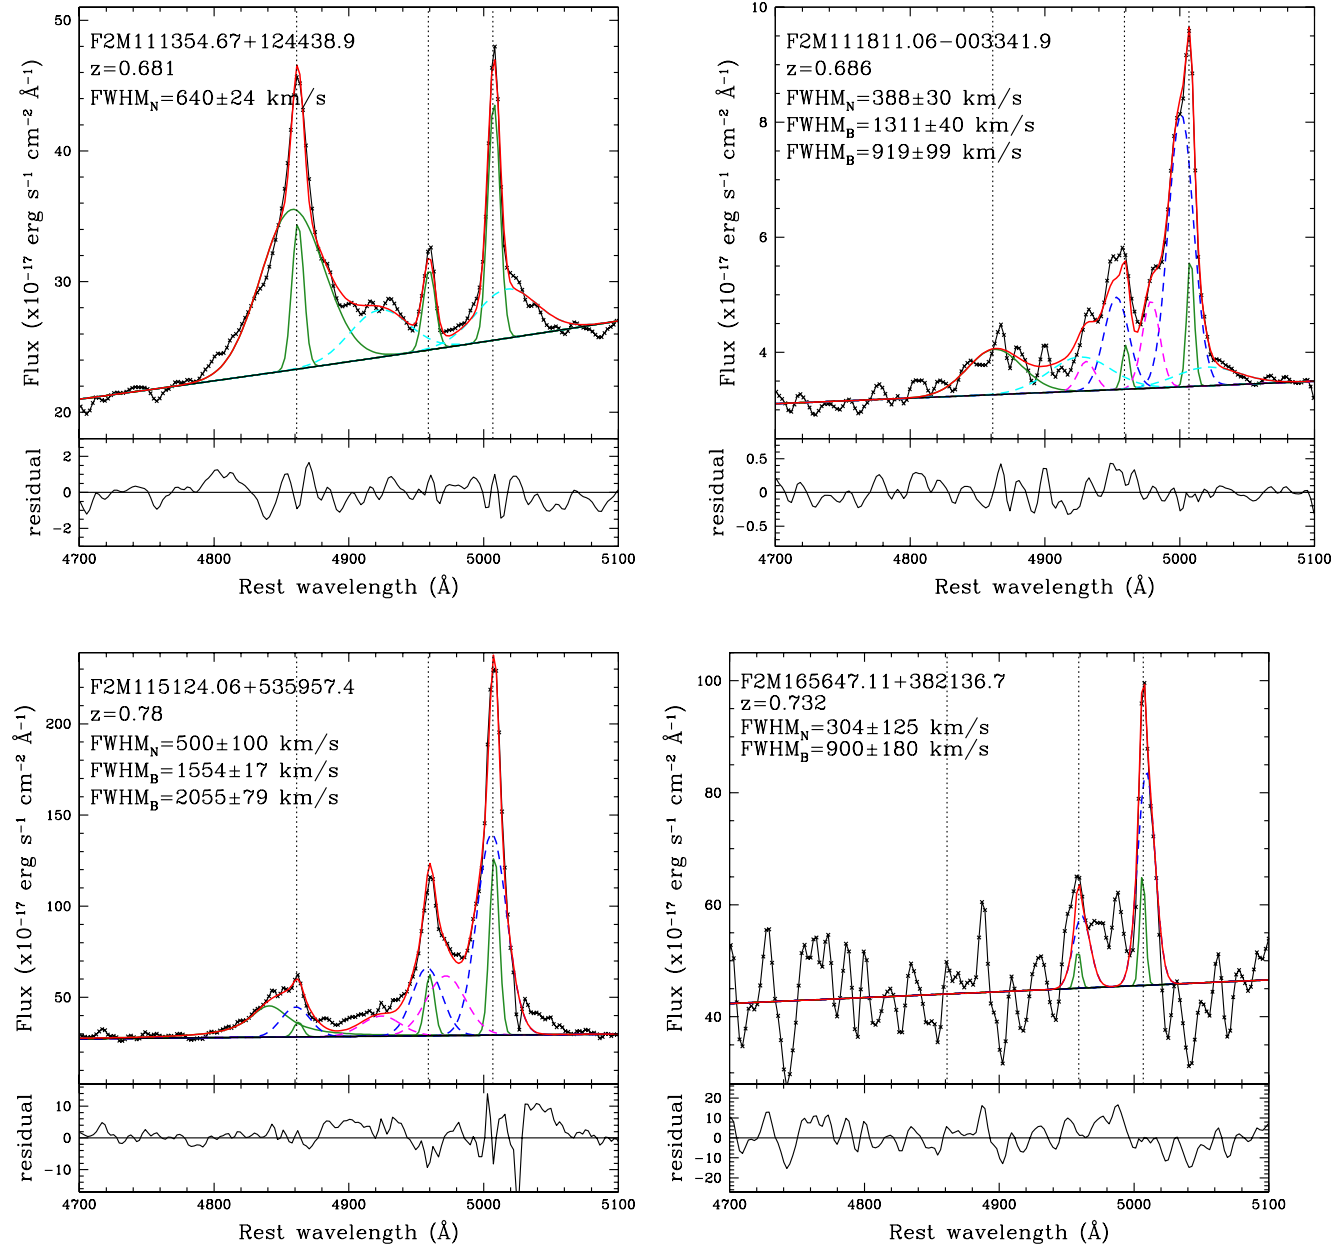 F2M111354.67+124438.9
z=0.681
FWHM_N=640±24 km/s
Flux (x10⁻¹⁷ erg s⁻¹ cm⁻² Å⁻¹)
50
40
30
20
residual
2
0
−2
4700 4800 4900 5000 5100
Rest wavelength (Å)
F2M111811.06−003341.9
z=0.686
FWHM_N=388±30 km/s
FWHM_B=1311±40 km/s
FWHM_B=919±99 km/s
Flux (x10⁻¹⁷ erg s⁻¹ cm⁻² Å⁻¹)
10
8
6
4
residual
0.5
0
−0.5
4700 4800 4900 5000 5100
Rest wavelength (Å)
F2M115124.06+535957.4
z=0.78
FWHM_N=500±100 km/s
FWHM_B=1554±17 km/s
FWHM_B=2055±79 km/s
Flux (x10⁻¹⁷ erg s⁻¹ cm⁻² Å⁻¹)
200
150
100
50
residual
10
0
−10
4700 4800 4900 5000 5100
Rest wavelength (Å)
F2M165647.11+382136.7
z=0.732
FWHM_N=304±125 km/s
FWHM_B=900±180 km/s
Flux (x10⁻¹⁷ erg s⁻¹ cm⁻² Å⁻¹)
100
80
60
40
residual
20
10
0
−10
−20
4700 4800 4900 5000 5100
Rest wavelength (Å)